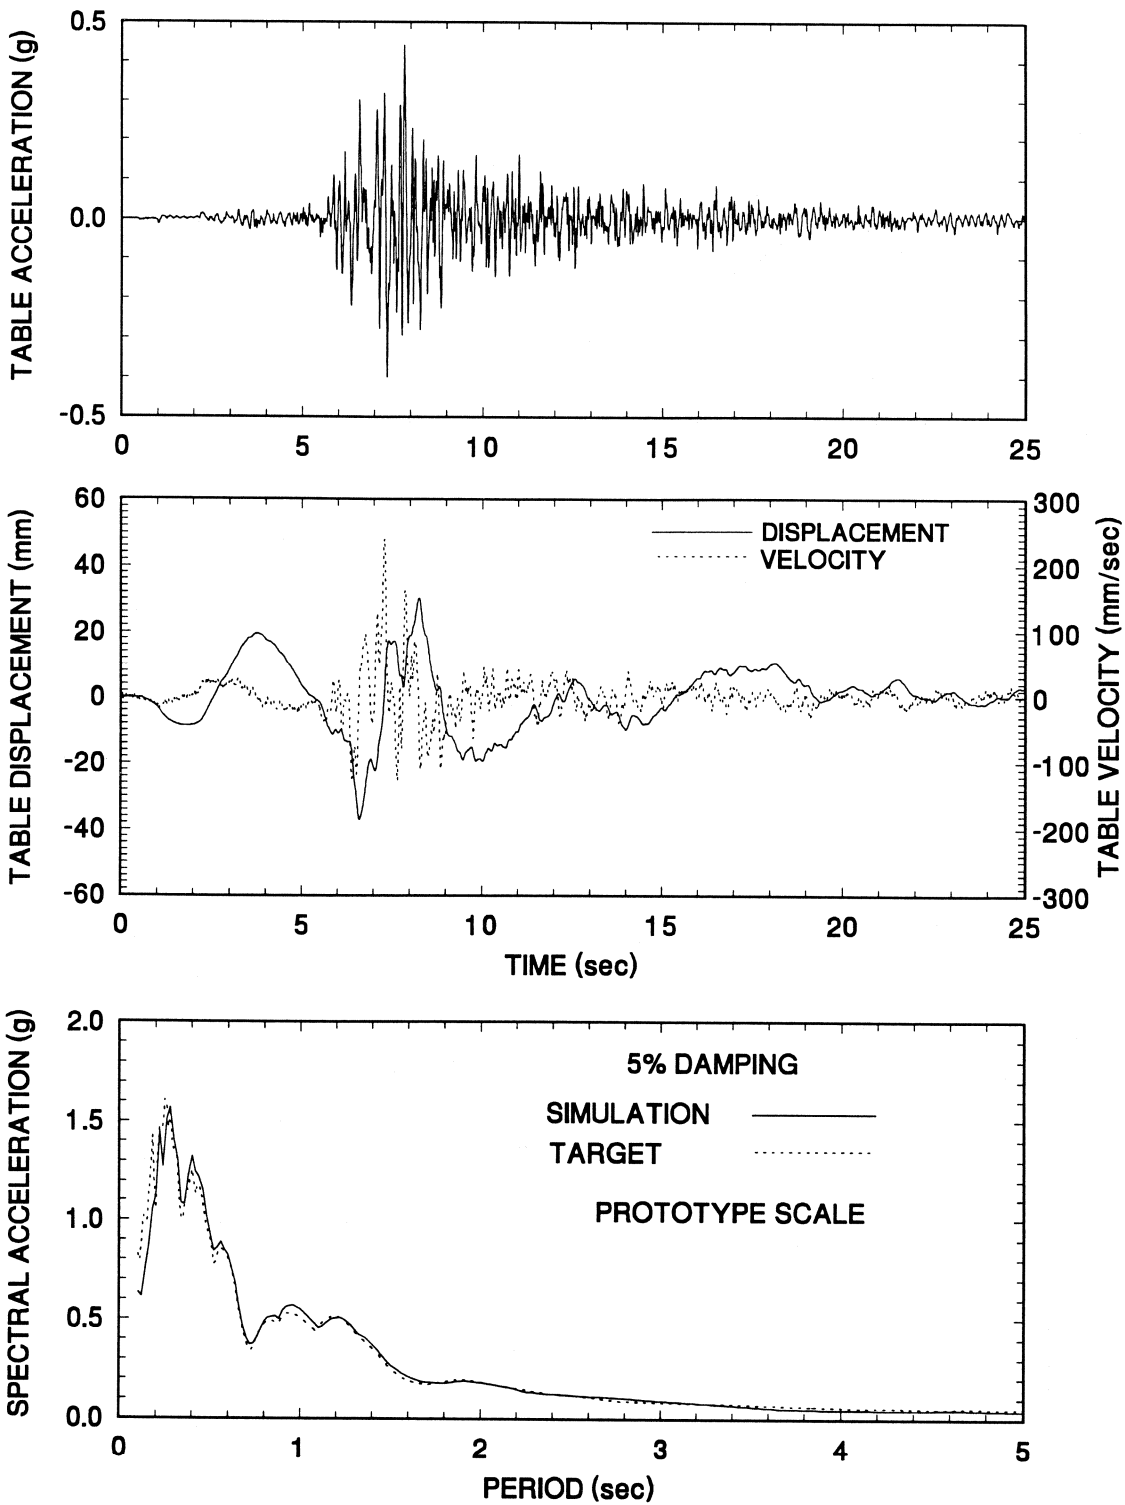 TABLE ACCELERATION (g)
0.5
0.0
-0.5
0 5 10 15 20 25
TABLE DISPLACEMENT (mm)
60
40
20
0
-20
-40
-60
DISPLACEMENT
VELOCITY
300
200
100
0
-100
-200
-300
TABLE VELOCITY (mm/sec)
0 5 10 15 20 25
TIME (sec)
SPECTRAL ACCELERATION (g)
2.0
1.5
1.0
0.5
0.0
5% DAMPING
SIMULATION
TARGET
PROTOTYPE SCALE
0 1 2 3 4 5
PERIOD (sec)